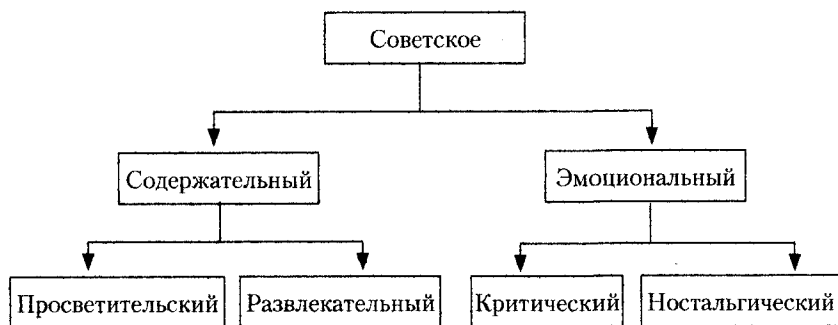 Советское
Содержательный
Эмоциональный
Просветительский
Развлекательный
Критический
Ностальгический